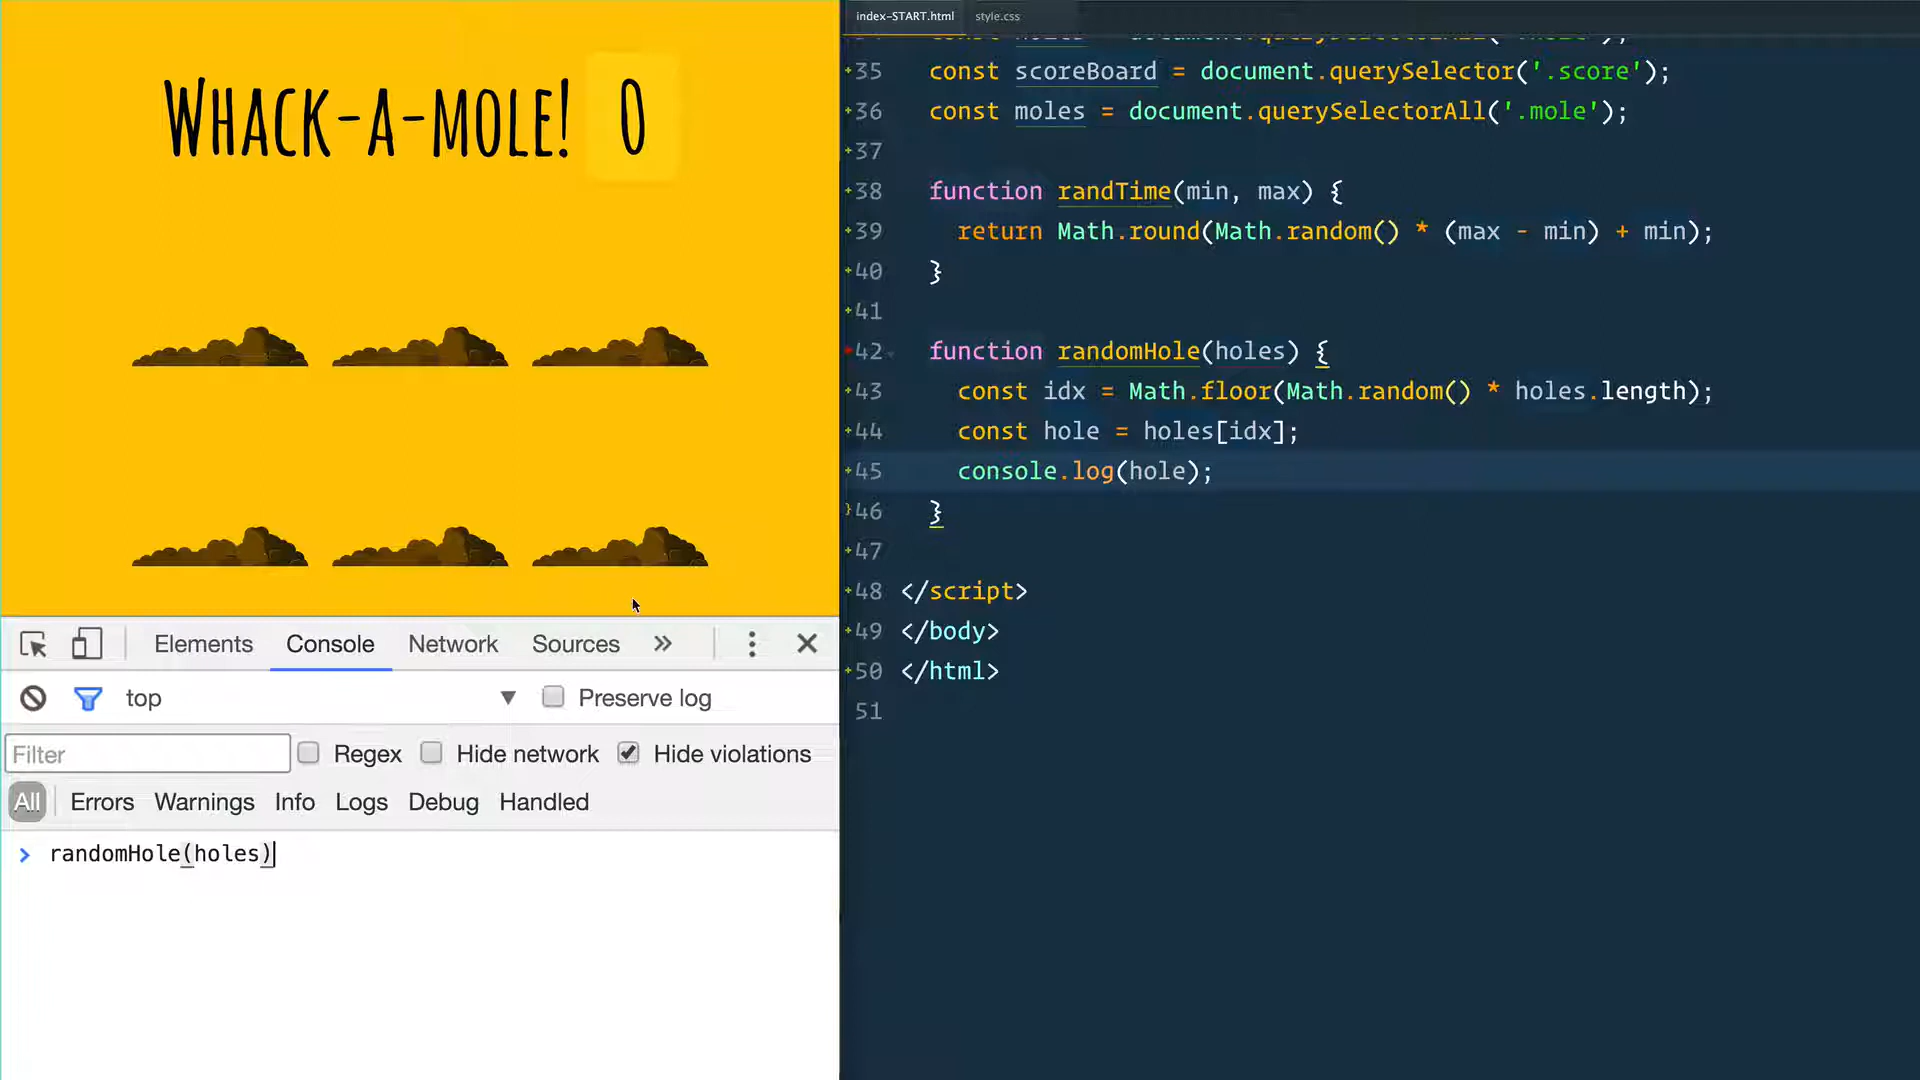 WHACK-A-MOLE! 0
Elements Console Network Sources »
top ▼ Preserve log
Filter Regex Hide network Hide violations
All Errors Warnings Info Logs Debug Handled
> randomHole(holes)
index-START.html style.css
35 const scoreBoard = document.querySelector('.score');
36 const moles = document.querySelectorAll('.mole');
37
38 function randTime(min, max) {
39 return Math.round(Math.random() * (max - min) + min);
40 }
41
42 function randomHole(holes) {
43 const idx = Math.floor(Math.random() * holes.length);
44 const hole = holes[idx];
45 console.log(hole);
46 }
47
48 </script>
49 </body>
50 </html>
51